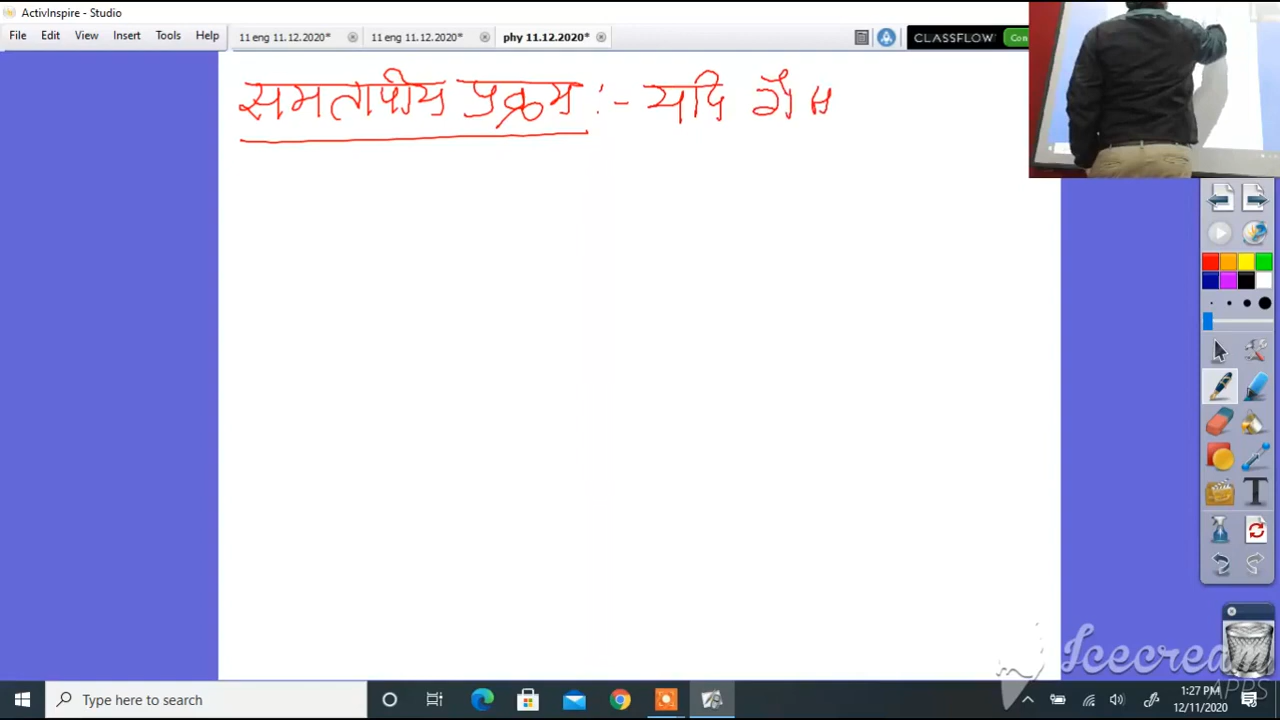 ActivInspire - Studio
File Edit View Insert Tools Help 11 eng 11.12.2020* 11 eng 11.12.2020* phy 11.12.2020* CLASSFLOW Con
समतापीय प्रक्रम :- यदि गै
Icecream
APPS
Type here to search
1:27 PM
12/11/2020